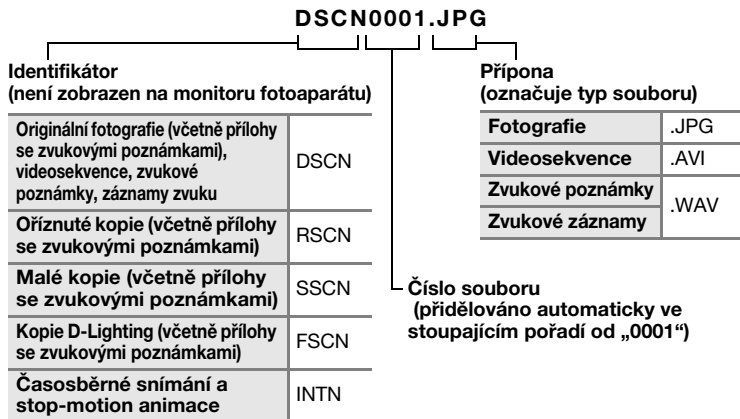 DSCN0001.JPG
Identifikátor
(není zobrazen na monitoru fotoaparátu)
Originální fotografie (včetně přílohy
se zvukovými poznámkami),
videosekvence, zvukové
poznámky, záznamy zvuku
DSCN
Oříznuté kopie (včetně přílohy
se zvukovými poznámkami)
RSCN
Malé kopie (včetně přílohy
se zvukovými poznámkami)
SSCN
Kopie D-Lighting (včetně přílohy
se zvukovými poznámkami)
FSCN
Časosběrné snímání a
stop-motion animace
INTN
Přípona
(označuje typ souboru)
Fotografie .JPG
Videosekvence .AVI
Zvukové poznámky
.WAV
Zvukové záznamy
Číslo souboru
(přidělováno automaticky ve
stoupajícím pořadí od „0001“)